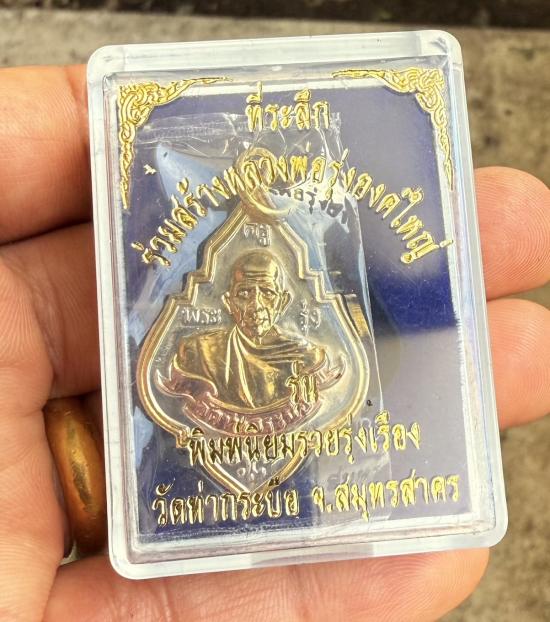 ที่ระลึก
ร่วมสร้างหลวงพ่อรุ่งองค์ใหญ่
พระ
รุ่ง
รุ่น
พิมพ์นิยมรวยรุ่งเรือง
วัดท่ากระบือ จ.สมุทรสาคร